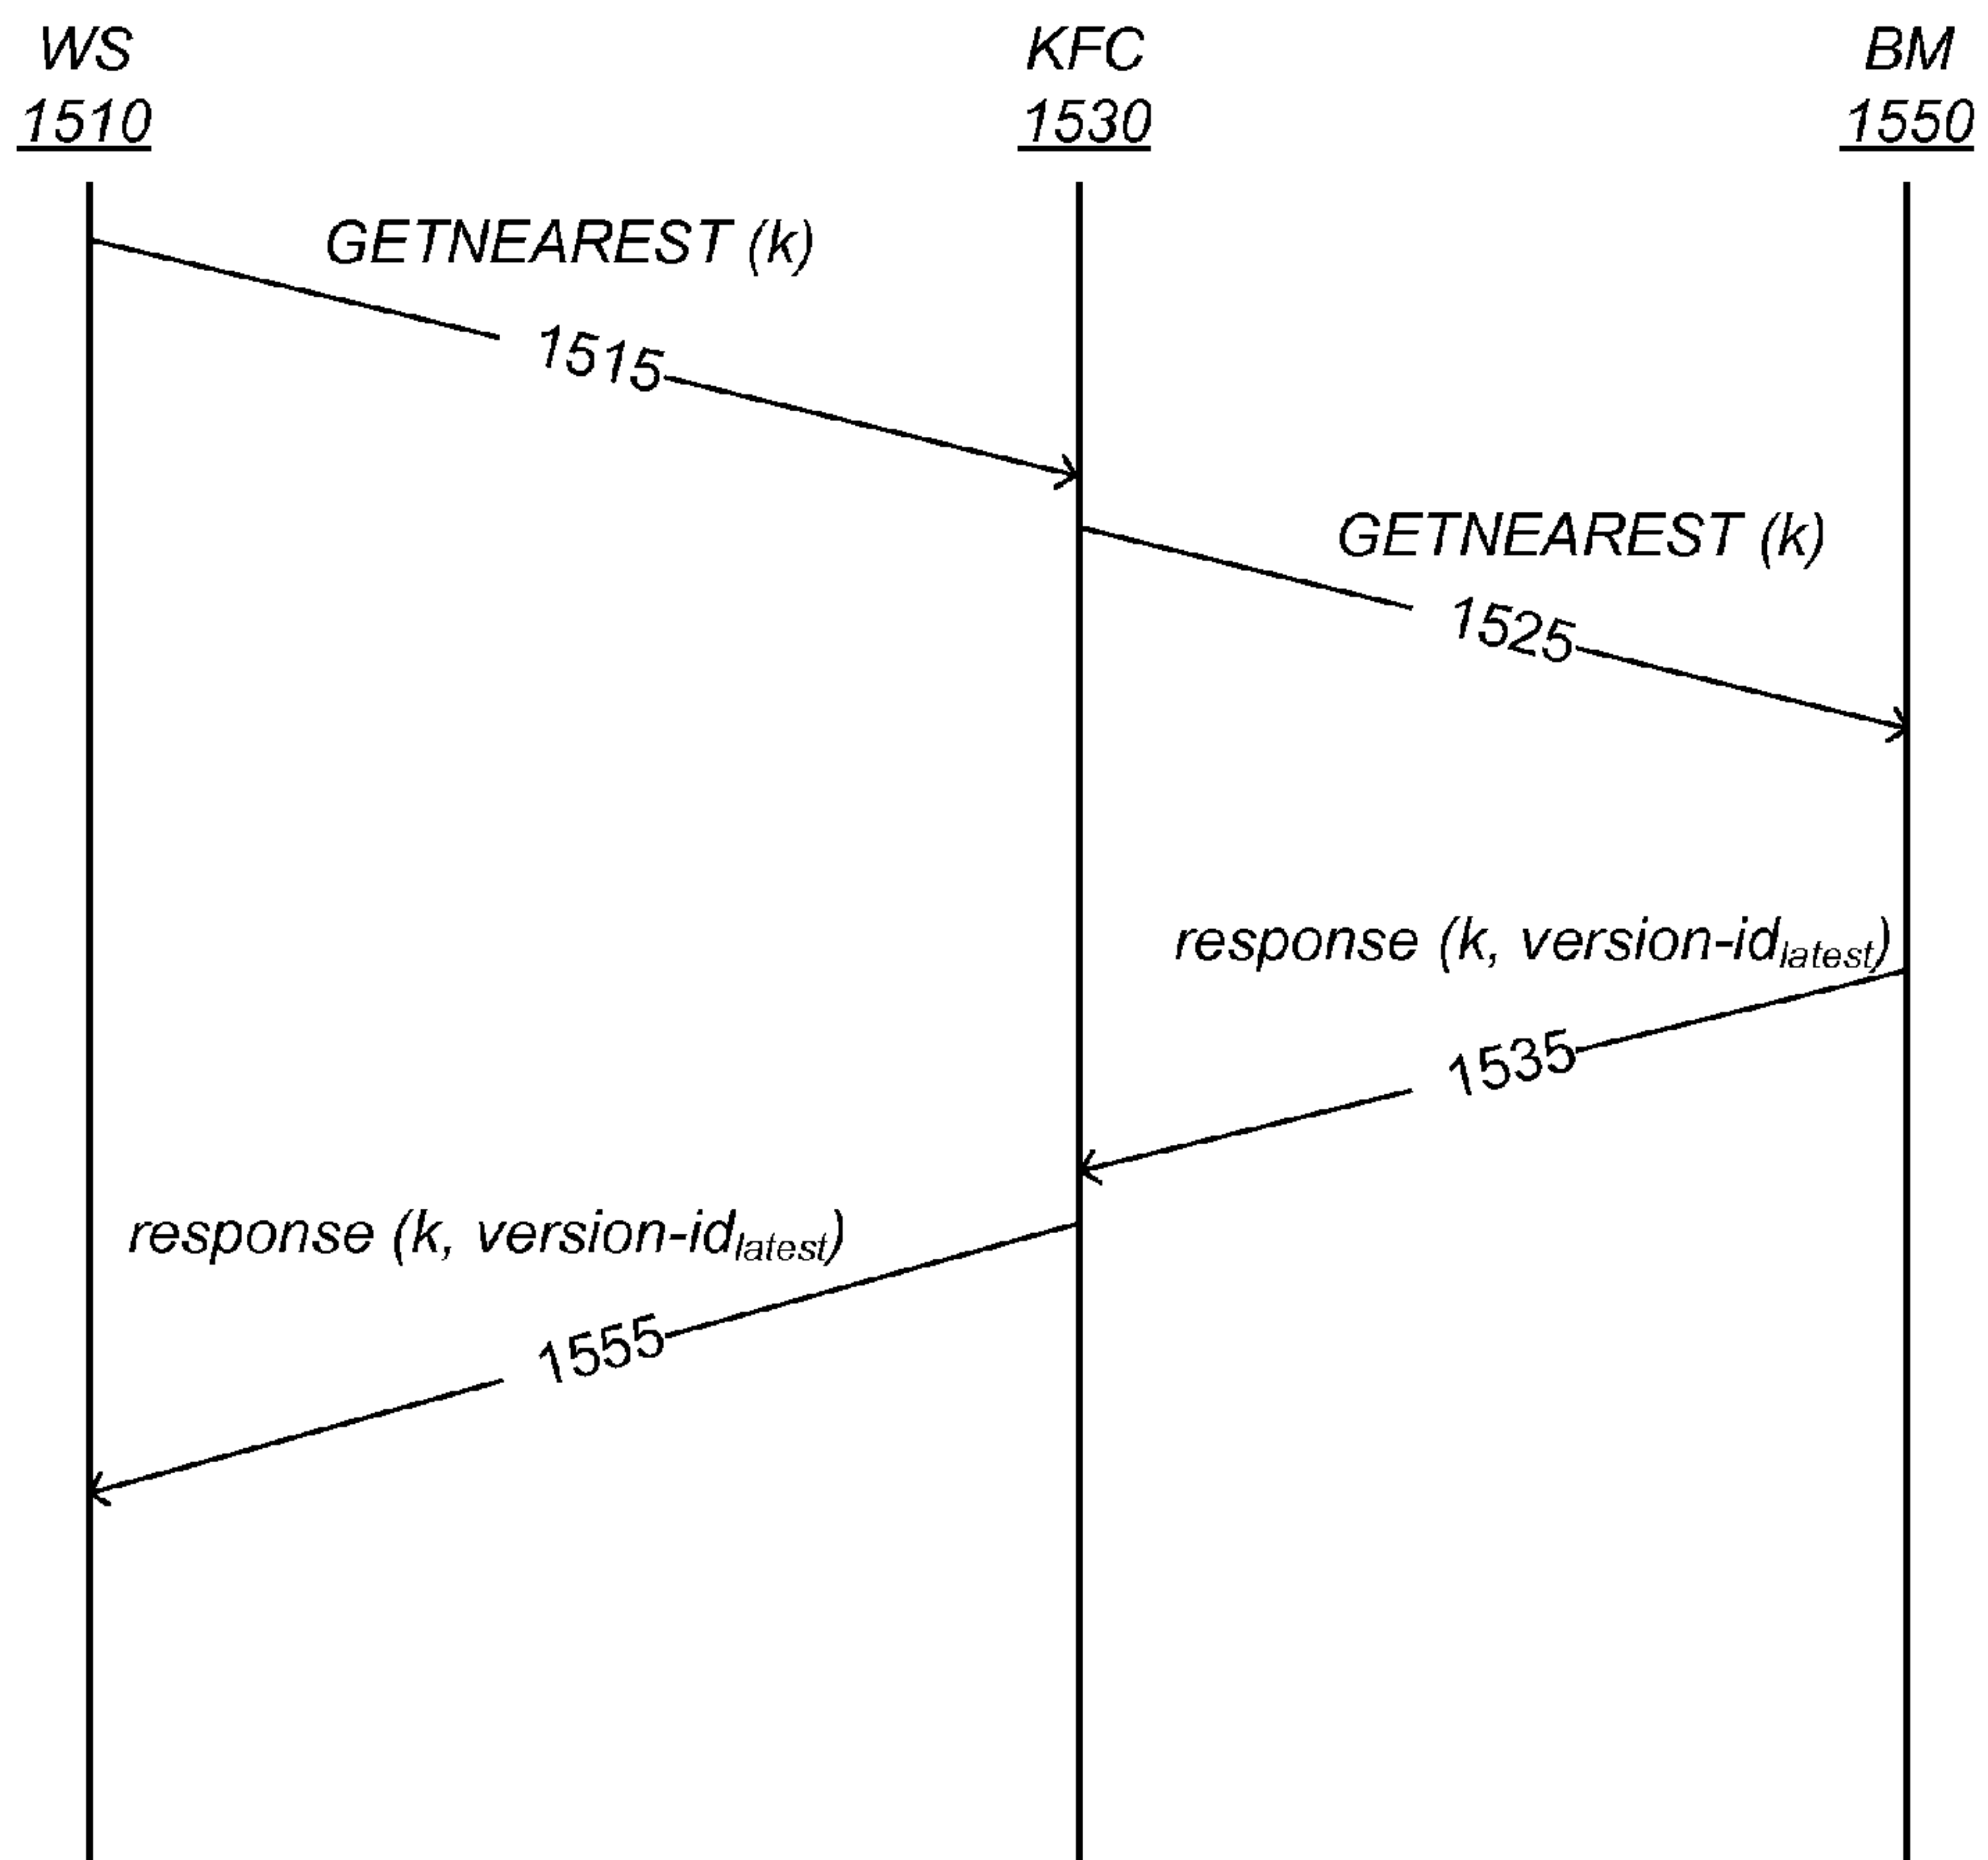 WS
1510
KFC
1530
BM
1550
GETNEAREST (k)
1515
GETNEAREST (k)
1525
response (k, version-idlatest)
1535
response (k, version-idlatest)
1555